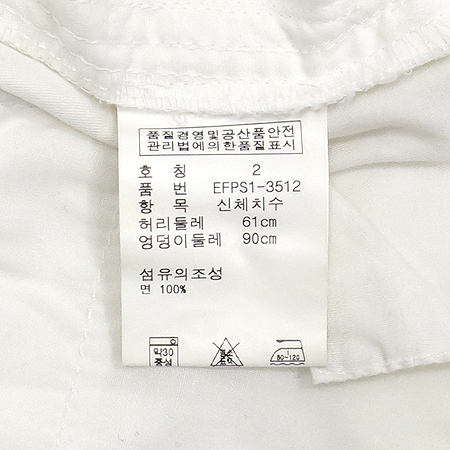 품질경영및공산품안전
관리법에의한품질표시
호 칭 2
품 번 EFPS1-3512
항 목 신체치수
허리둘레 61cm
엉덩이둘레 90cm
섬유의조성
면 100%
약30
중성
80-120